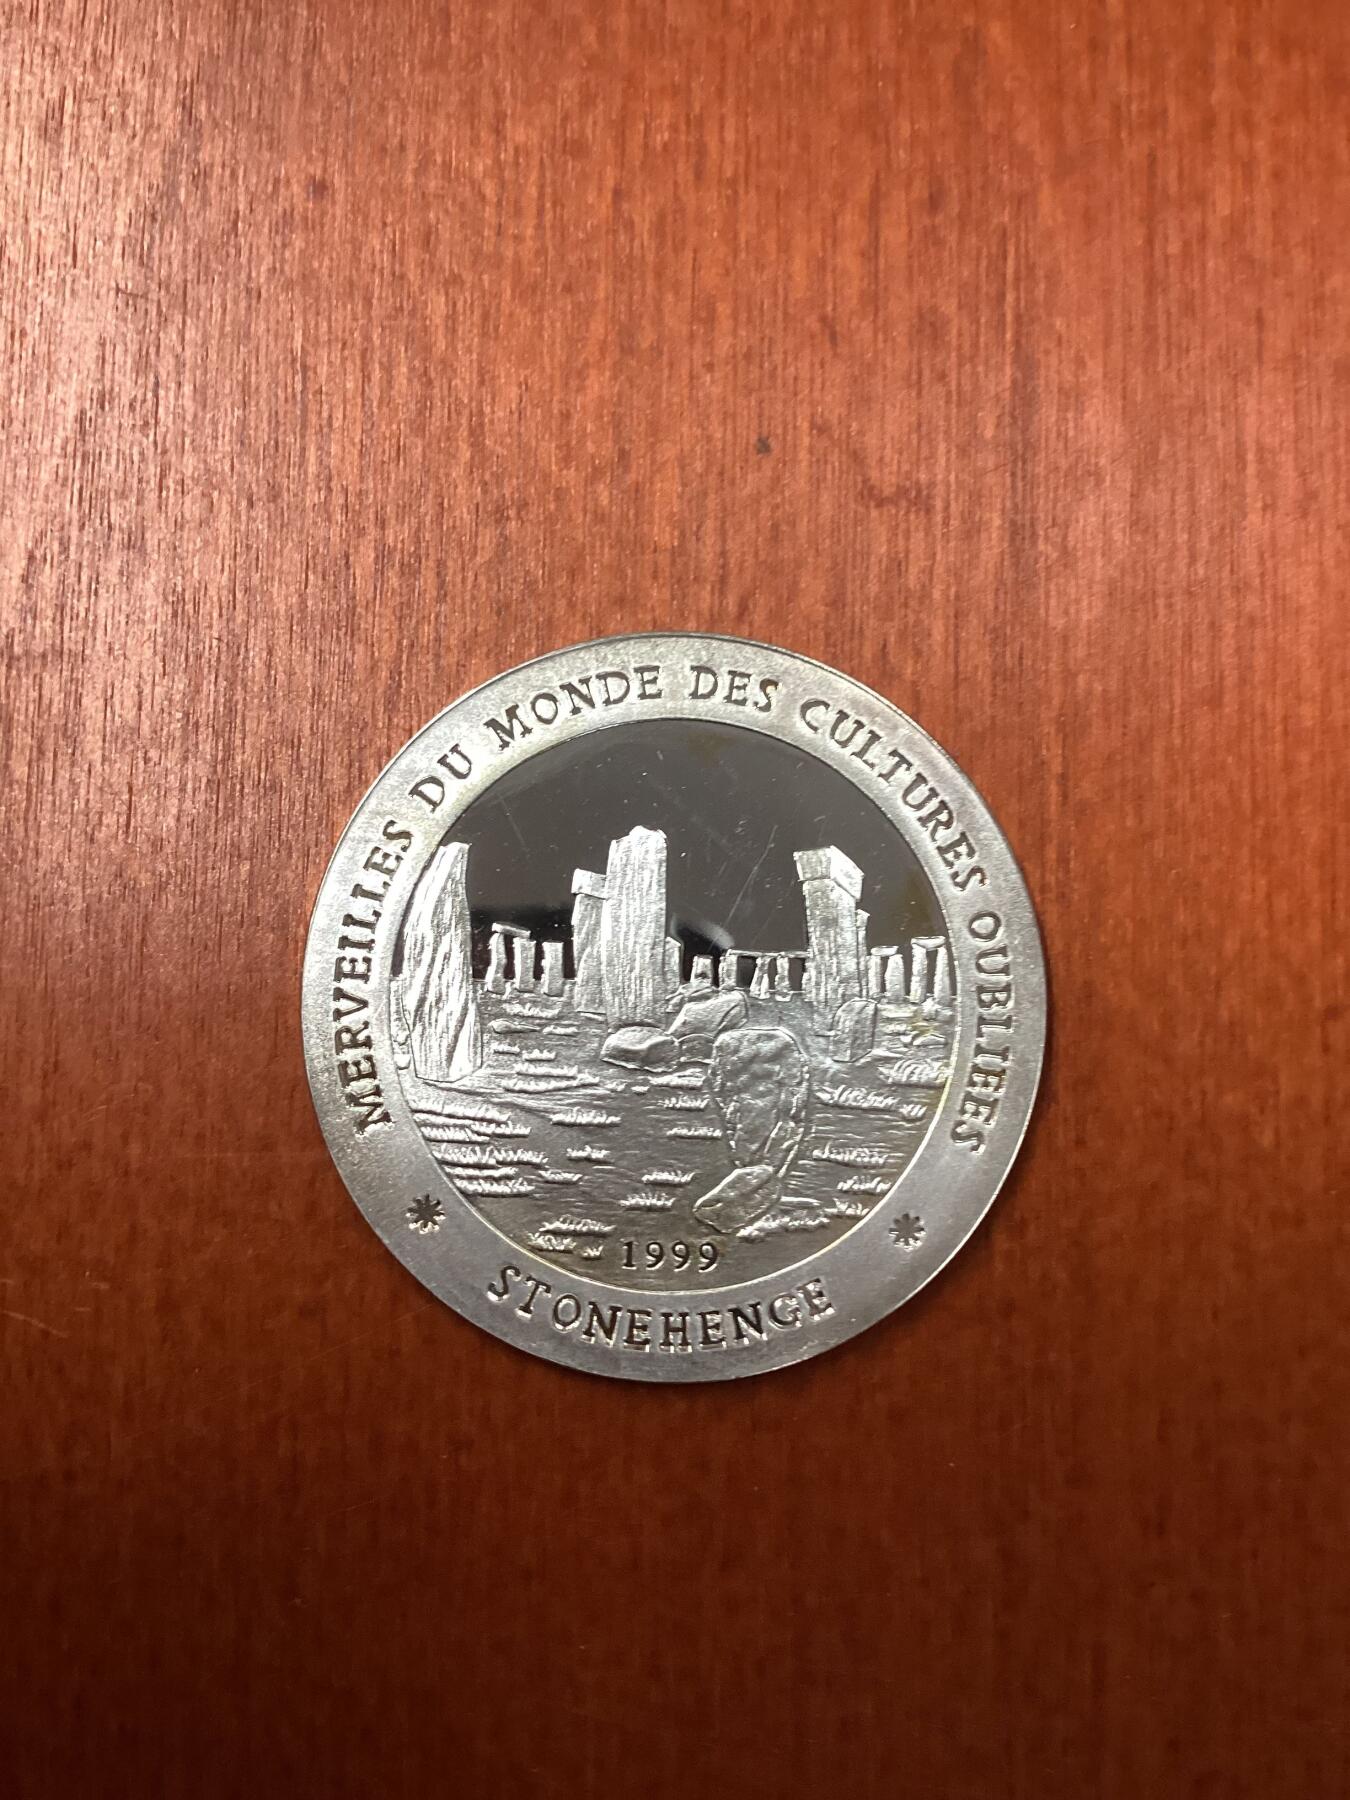 MERVEILLES DU MONDE DES CULTURES OUBLIEES
1999
STONEHENGE